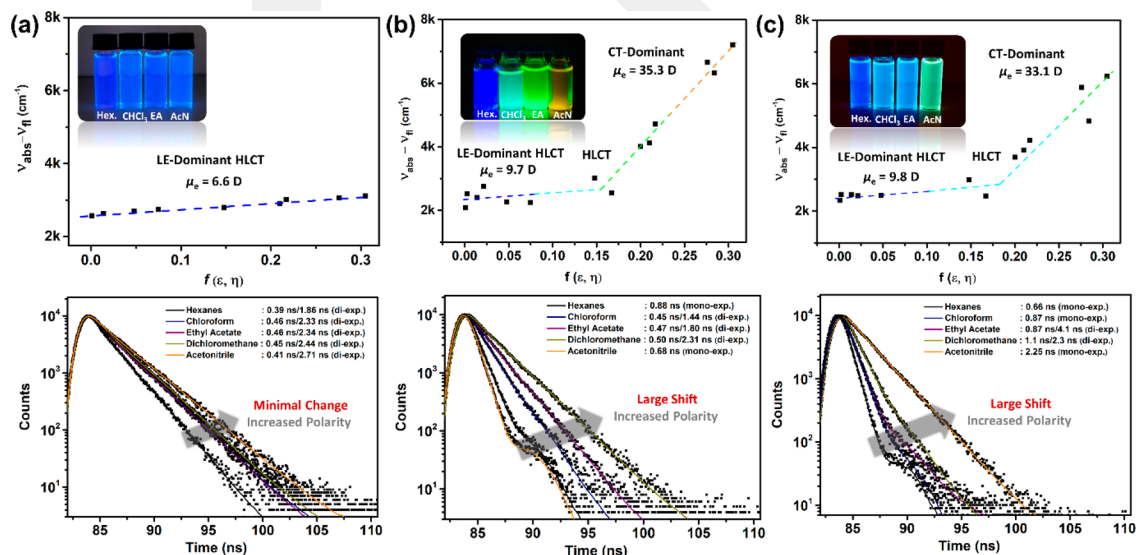 (a)
8k
6k
4k
2k
ν_abs − ν_fl (cm⁻¹)
Hex. CHCl₃ EA AcN
LE-Dominant HLCT
μ_e = 6.6 D
0.0 0.1 0.2 0.3
f (ε, η)
(b)
8k
6k
4k
2k
ν_abs − ν_fl (cm⁻¹)
Hex. CHCl₃ EA AcN
CT-Dominant
μ_e = 35.3 D
LE-Dominant HLCT
HLCT
μ_e = 9.7 D
0.00 0.05 0.10 0.15 0.20 0.25 0.30
f (ε, η)
(c)
8k
6k
4k
2k
ν_abs − ν_fl (cm⁻¹)
Hex. CHCl₃ EA AcN
CT-Dominant
μ_e = 33.1 D
LE-Dominant HLCT
HLCT
μ_e = 9.8 D
0.00 0.05 0.10 0.15 0.20 0.25 0.30
f (ε, η)
10⁴
10³
10²
10¹
Counts
Hexanes : 0.39 ns/1.86 ns (di-exp.)
Chloroform : 0.46 ns/2.33 ns (di-exp.)
Ethyl Acetate : 0.46 ns/2.34 ns (di-exp.)
Dichloromethane : 0.45 ns/2.44 ns (di-exp.)
Acetonitrile : 0.41 ns/2.71 ns (di-exp.)
Minimal Change
Increased Polarity
85 90 95 100 105 110
Time (ns)
10⁴
10³
10²
10¹
Counts
Hexanes : 0.88 ns (mono-exp.)
Chloroform : 0.45 ns/1.44 ns (di-exp.)
Ethyl Acetate : 0.47 ns/1.80 ns (di-exp.)
Dichloromethane : 0.50 ns/2.31 ns (di-exp.)
Acetonitrile : 0.68 ns (mono-exp.)
Large Shift
Increased Polarity
85 90 95 100 105 110
Time (ns)
10⁴
10³
10²
10¹
Counts
Hexanes : 0.66 ns (mono-exp.)
Chloroform : 0.87 ns (mono-exp.)
Ethyl Acetate : 0.87 ns/4.1 ns (di-exp.)
Dichloromethane : 1.1 ns/2.3 ns (di-exp.)
Acetonitrile : 2.25 ns (mono-exp.)
Large Shift
Increased Polarity
85 90 95 100 105 110
Time (ns)